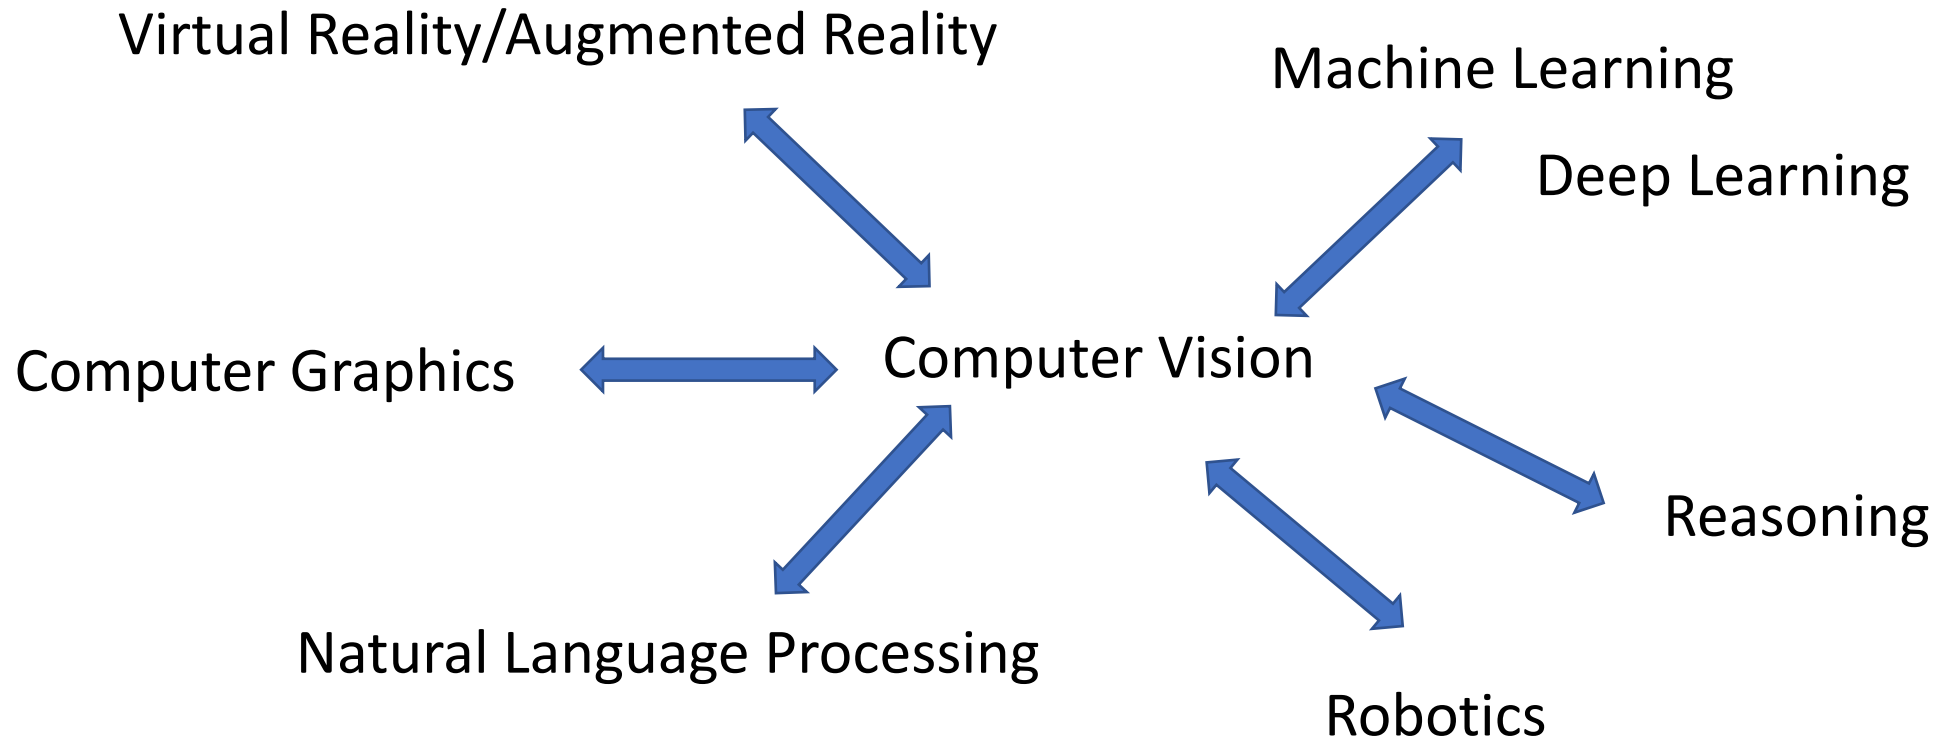 Virtual Reality/Augmented Reality
Machine Learning
Deep Learning
Computer Graphics
Computer Vision
Reasoning
Natural Language Processing
Robotics